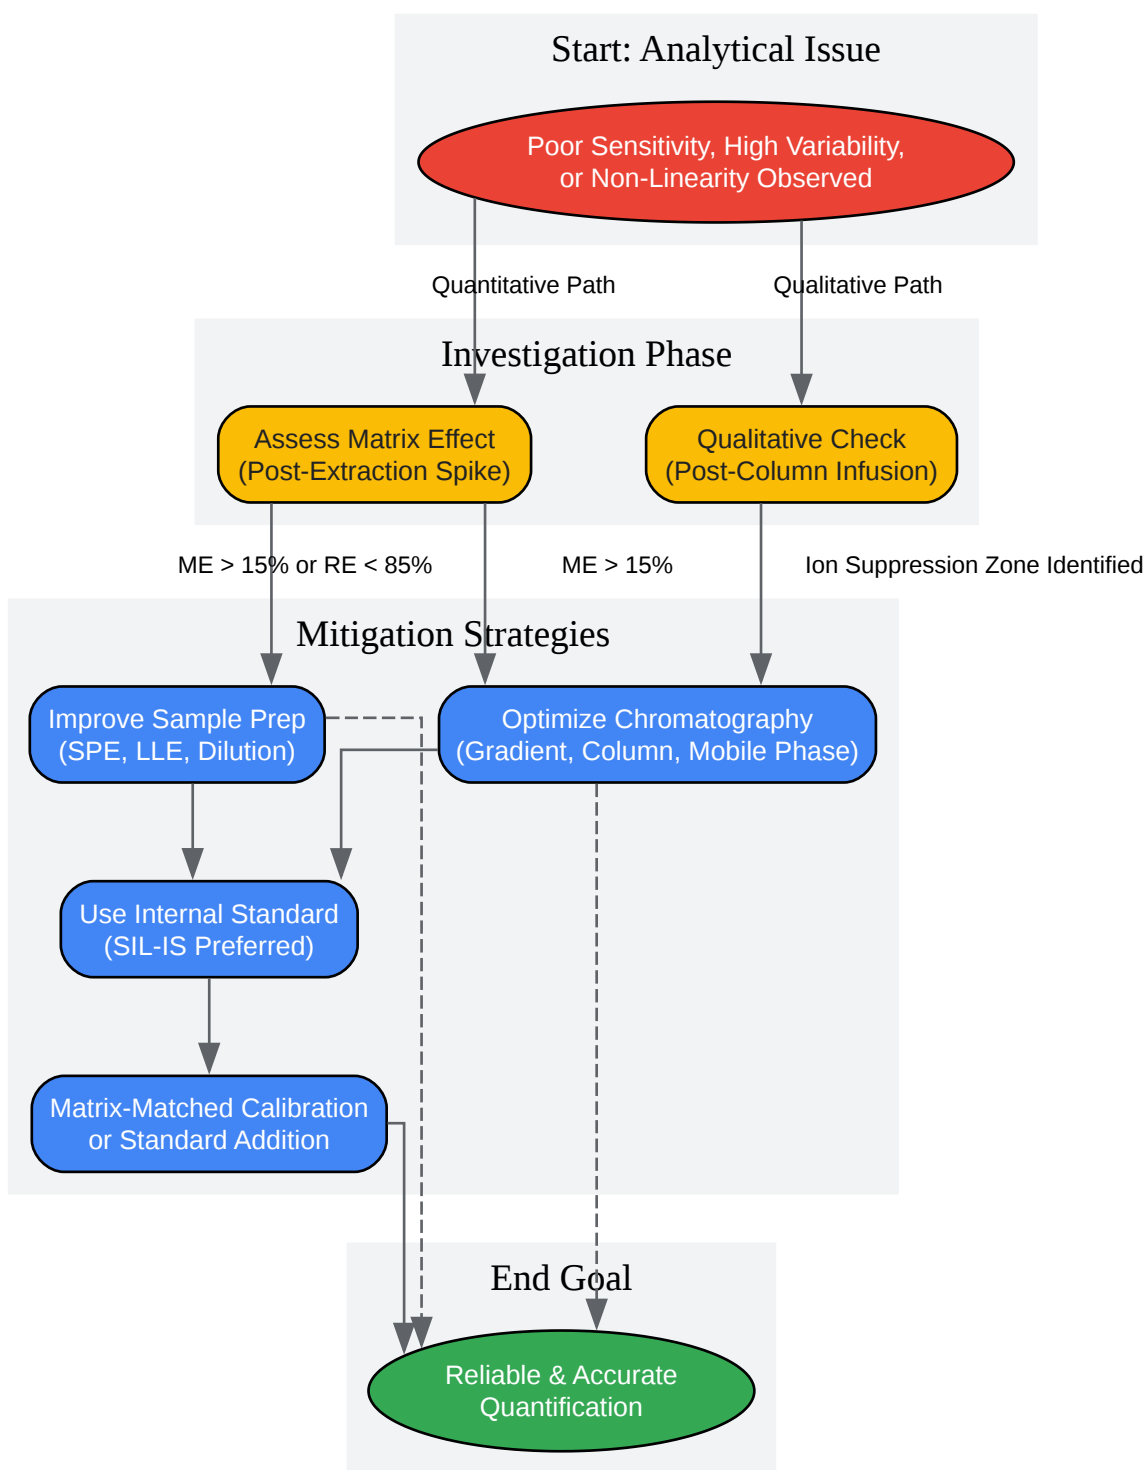 Start: Analytical Issue
Poor Sensitivity, High Variability,
or Non-Linearity Observed
Quantitative Path
Qualitative Path
Investigation Phase
Assess Matrix Effect
(Post-Extraction Spike)
Qualitative Check
(Post-Column Infusion)
ME > 15% or RE < 85%
ME > 15%
Ion Suppression Zone Identified
Mitigation Strategies
Improve Sample Prep
(SPE, LLE, Dilution)
Optimize Chromatography
(Gradient, Column, Mobile Phase)
Use Internal Standard
(SIL-IS Preferred)
Matrix-Matched Calibration
or Standard Addition
End Goal
Reliable & Accurate
Quantification